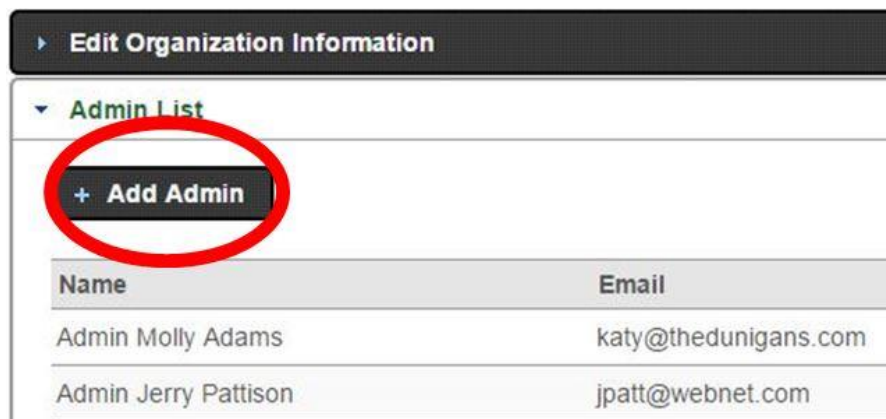 Edit Organization Information
Admin List
+ Add Admin
Name Email
Admin Molly Adams katy@thedunigans.com
Admin Jerry Pattison jpatt@webnet.com